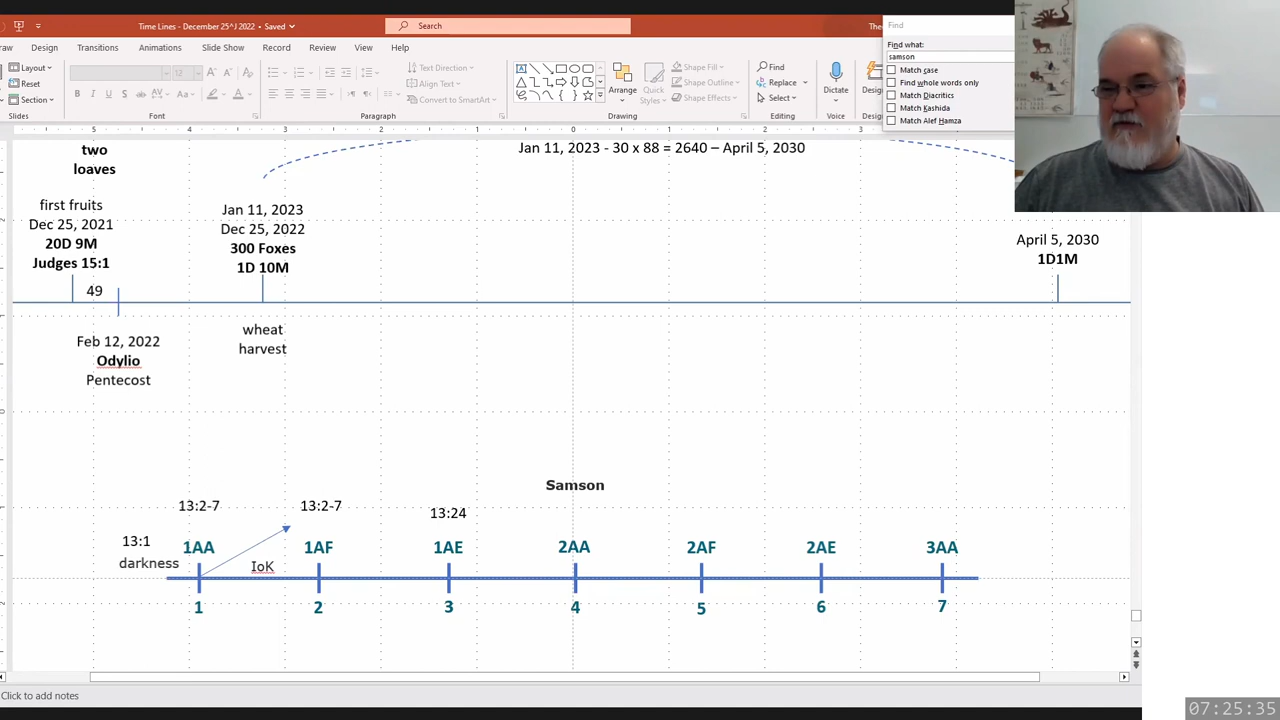 Time Lines - December 25^J 2022 • Saved
Search
Design Transitions Animations Slide Show Record Review View Help
Layout
Reset
Section
Slides
Font
Text Direction
Align Text
Convert to SmartArt
Paragraph
Arrange
Quick Styles
Shape Fill
Shape Outline
Shape Effects
Drawing
Find
Replace
Select
Editing
Dictate
Voice
Find
Find what:
samson
Match case
Find whole words only
Match Diacritics
Match Kashida
Match Alef Hamza
two
loaves
Jan 11, 2023 - 30 x 88 = 2640 – April 5, 2030
first fruits
Dec 25, 2021
20D 9M
Judges 15:1
49
Jan 11, 2023
Dec 25, 2022
300 Foxes
1D 10M
April 5, 2030
1D1M
Feb 12, 2022
Odylio
Pentecost
wheat
harvest
Samson
13:2-7 13:2-7 13:24
13:1
darkness
1AA 1AF 1AE 2AA 2AF 2AE 3AA
IoK
1 2 3 4 5 6 7
Click to add notes
07:25:35